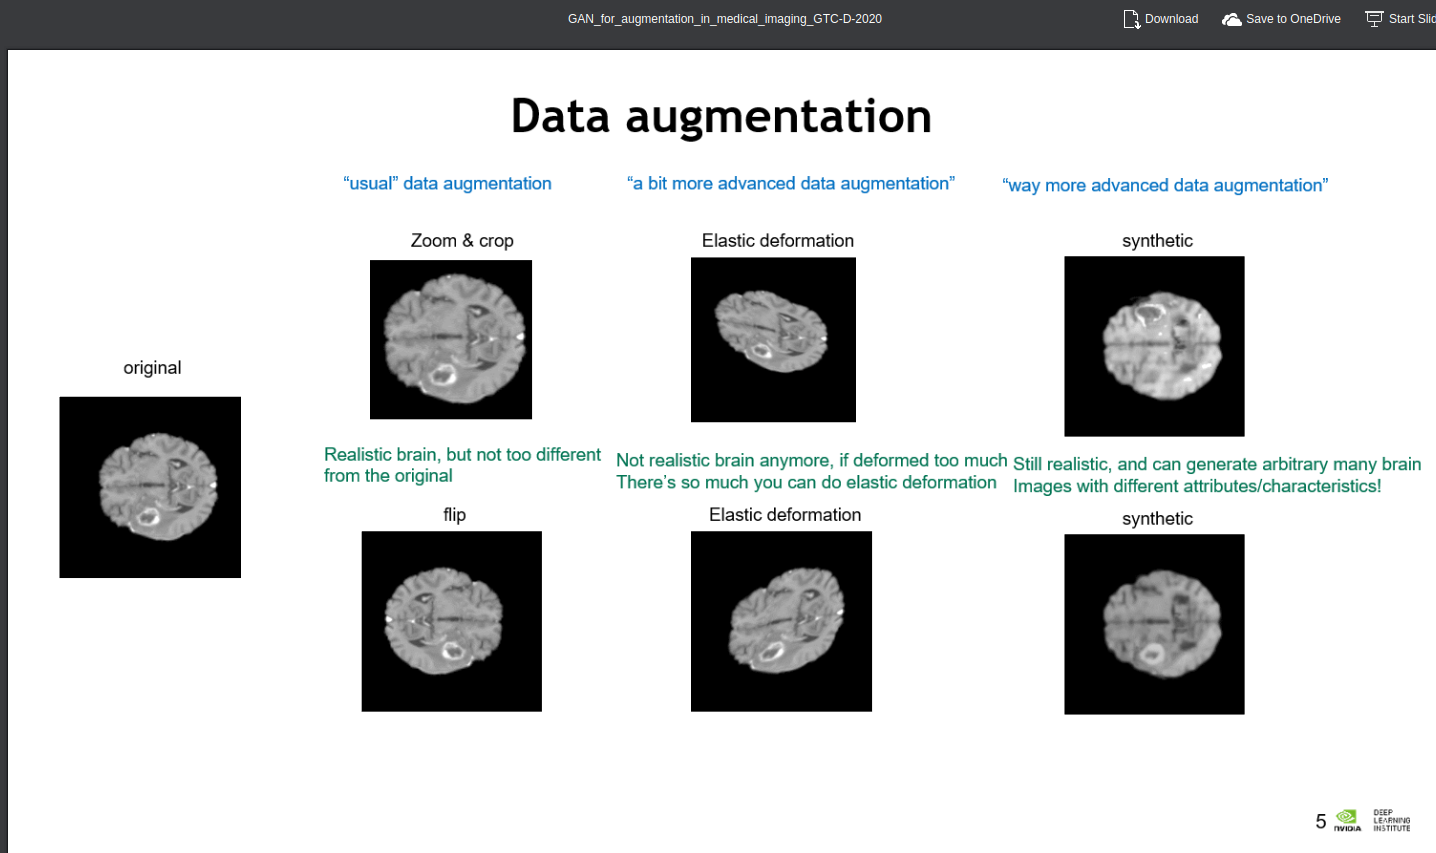 GAN_for_augmentation_in_medical_imaging_GTC-D-2020
Download
Save to OneDrive
Start Slid
Data augmentation
“usual” data augmentation
“a bit more advanced data augmentation”
“way more advanced data augmentation”
Zoom & crop
Elastic deformation
synthetic
original
Realistic brain, but not too different
from the original
Not realistic brain anymore, if deformed too much
There’s so much you can do elastic deformation
Still realistic, and can generate arbitrary many brain
Images with different attributes/characteristics!
flip
Elastic deformation
synthetic
5
NVIDIA
DEEP
LEARNING
INSTITUTE